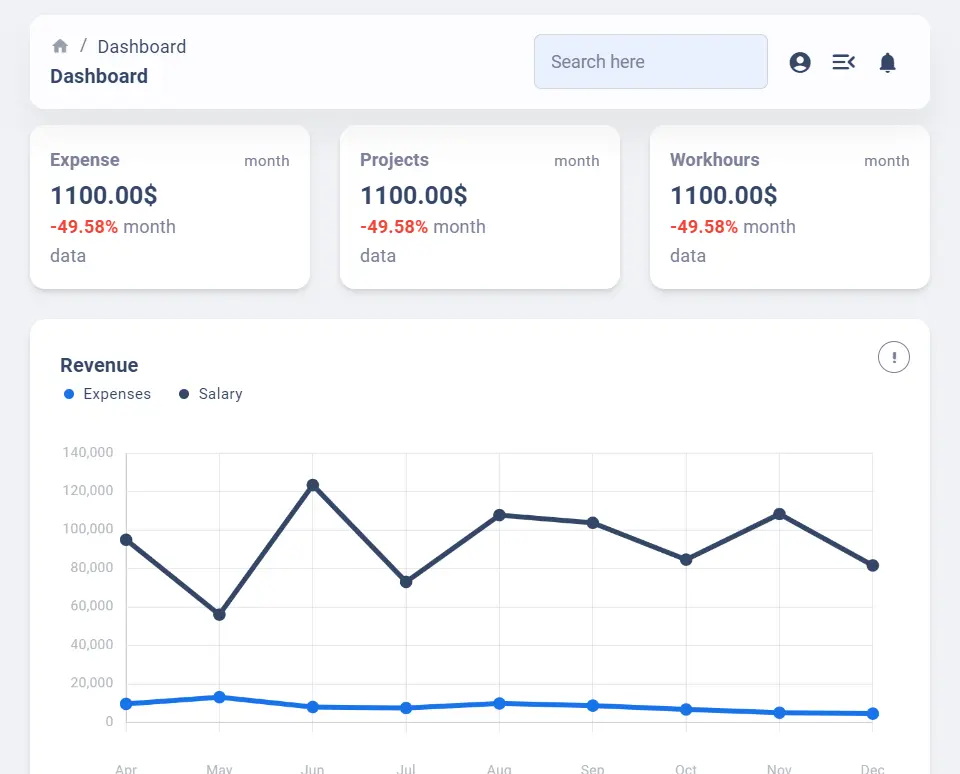 / Dashboard
Dashboard
Search here
Expense month
1100.00$
-49.58% month
data
Projects month
1100.00$
-49.58% month
data
Workhours month
1100.00$
-49.58% month
data
Revenue
Expenses Salary
140,000
120,000
100,000
80,000
60,000
40,000
20,000
0
Apr May Jun Jul Aug Sep Oct Nov Dec